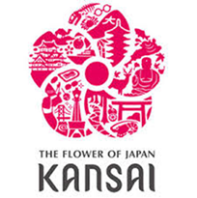 THE FLOWER OF JAPAN
KANSAI